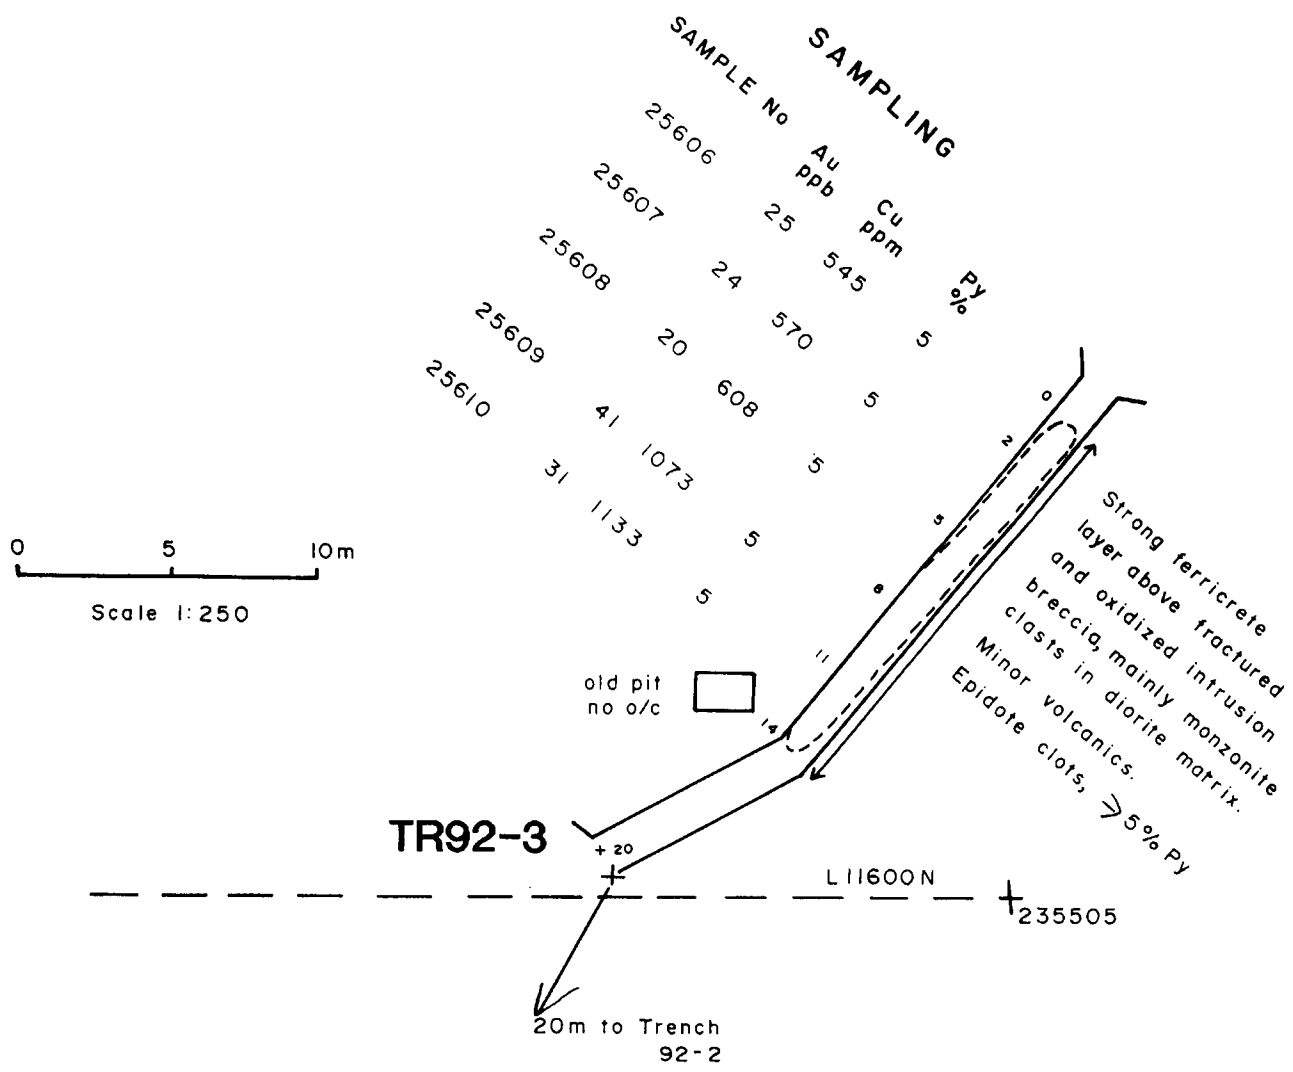 SAMPLING
SAMPLE No
Au
ppb
Cu
ppm
Py
%
25606 25 545 5
25607 24 570 5
25608 20 608 5
25609 41 1073 5
25610 31 1133 5
0
2
5
8
11
14
+ 20
Strong ferricrete
layer above fractured
and oxidized intrusion
breccia, mainly monzonite
clasts in diorite matrix.
Minor volcanics.
Epidote clots, ⩾5% Py
0 5 10m
Scale 1:250
old pit
no o/c
TR92-3
L11600N
235505
20m to Trench
92-2